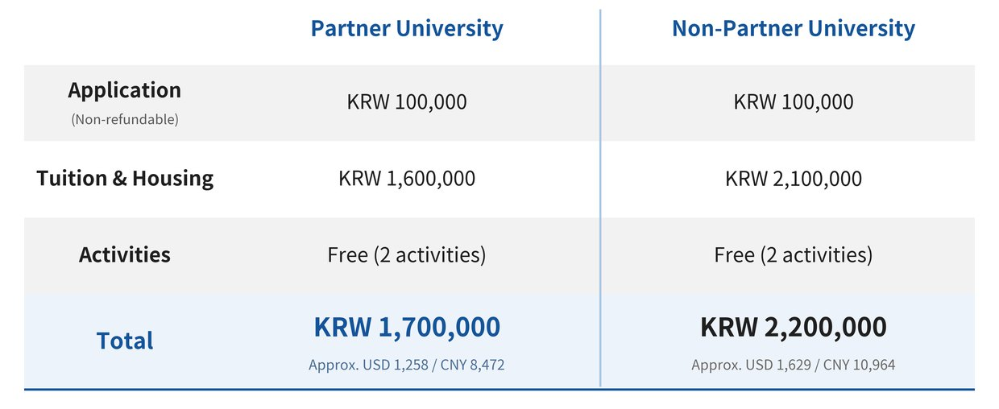 Partner University Non-Partner University
Application
(Non-refundable)
KRW 100,000 KRW 100,000
Tuition & Housing KRW 1,600,000 KRW 2,100,000
Activities Free (2 activities) Free (2 activities)
Total
KRW 1,700,000 KRW 2,200,000
Approx. USD 1,258 / CNY 8,472 Approx. USD 1,629 / CNY 10,964